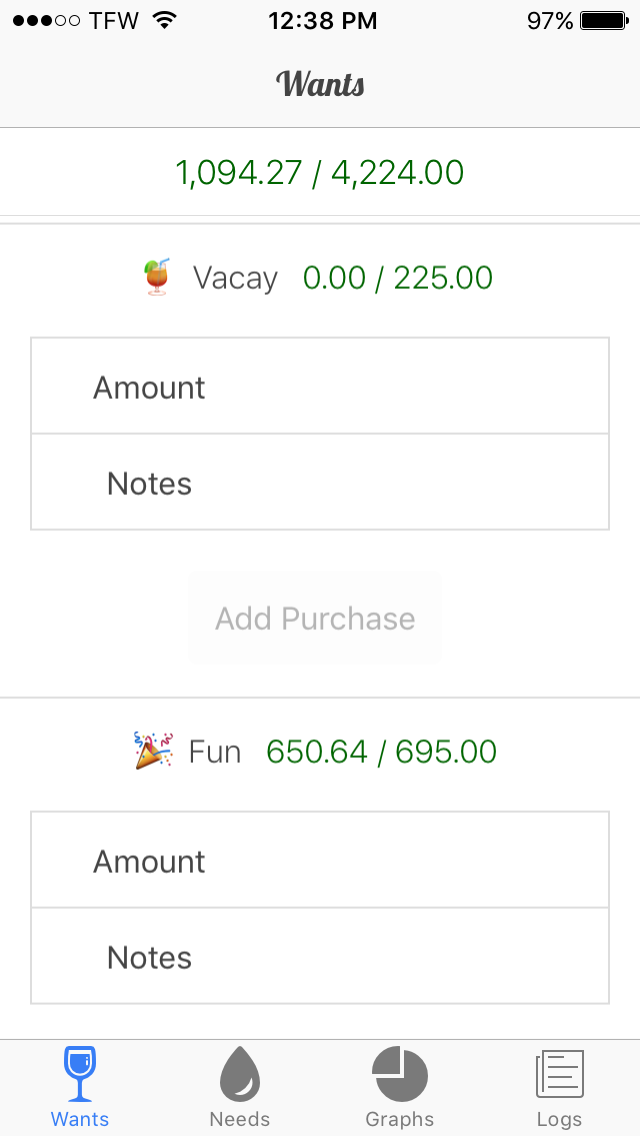 TFW 12:38 PM 97%
Wants
1,094.27 / 4,224.00
Vacay 0.00 / 225.00
Amount
Notes
Add Purchase
Fun 650.64 / 695.00
Amount
Notes
Wants Needs Graphs Logs